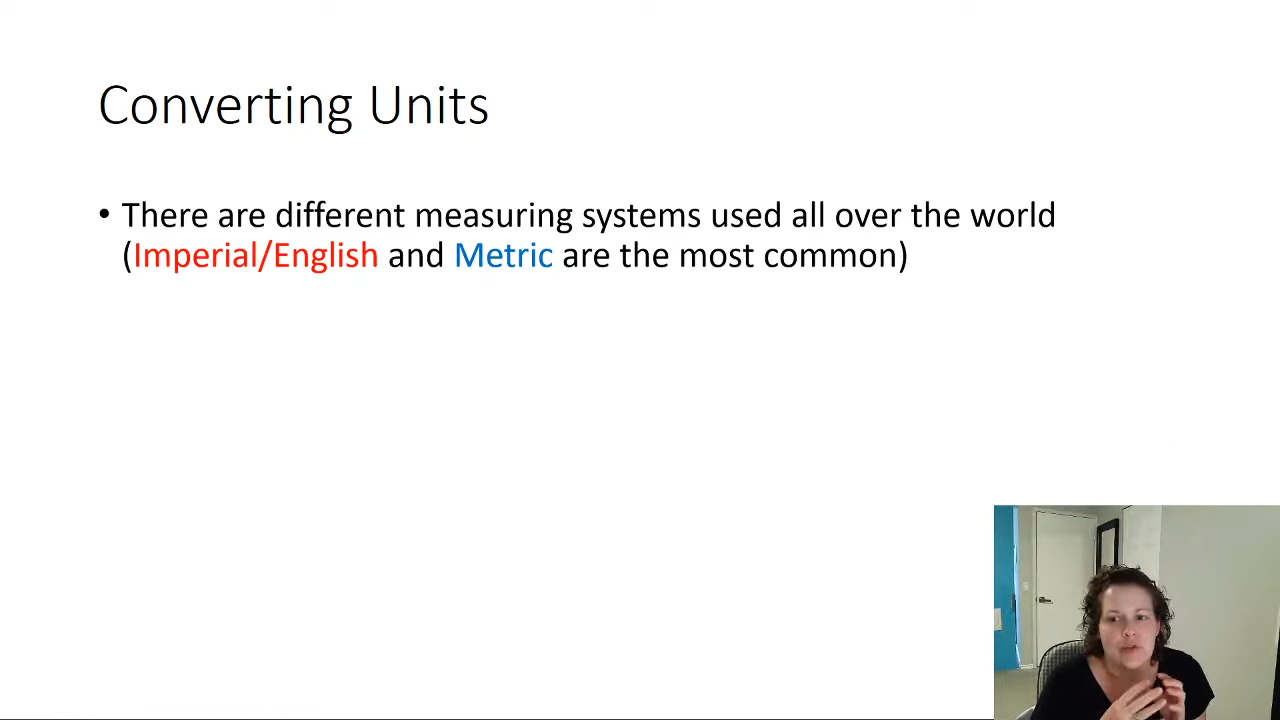 Converting Units
• There are different measuring systems used all over the world
(Imperial/English and Metric are the most common)